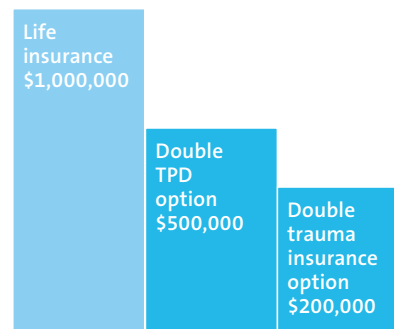 Life
insurance
$1,000,000
Double
TPD
option
$500,000
Double
trauma
insurance
option
$200,000